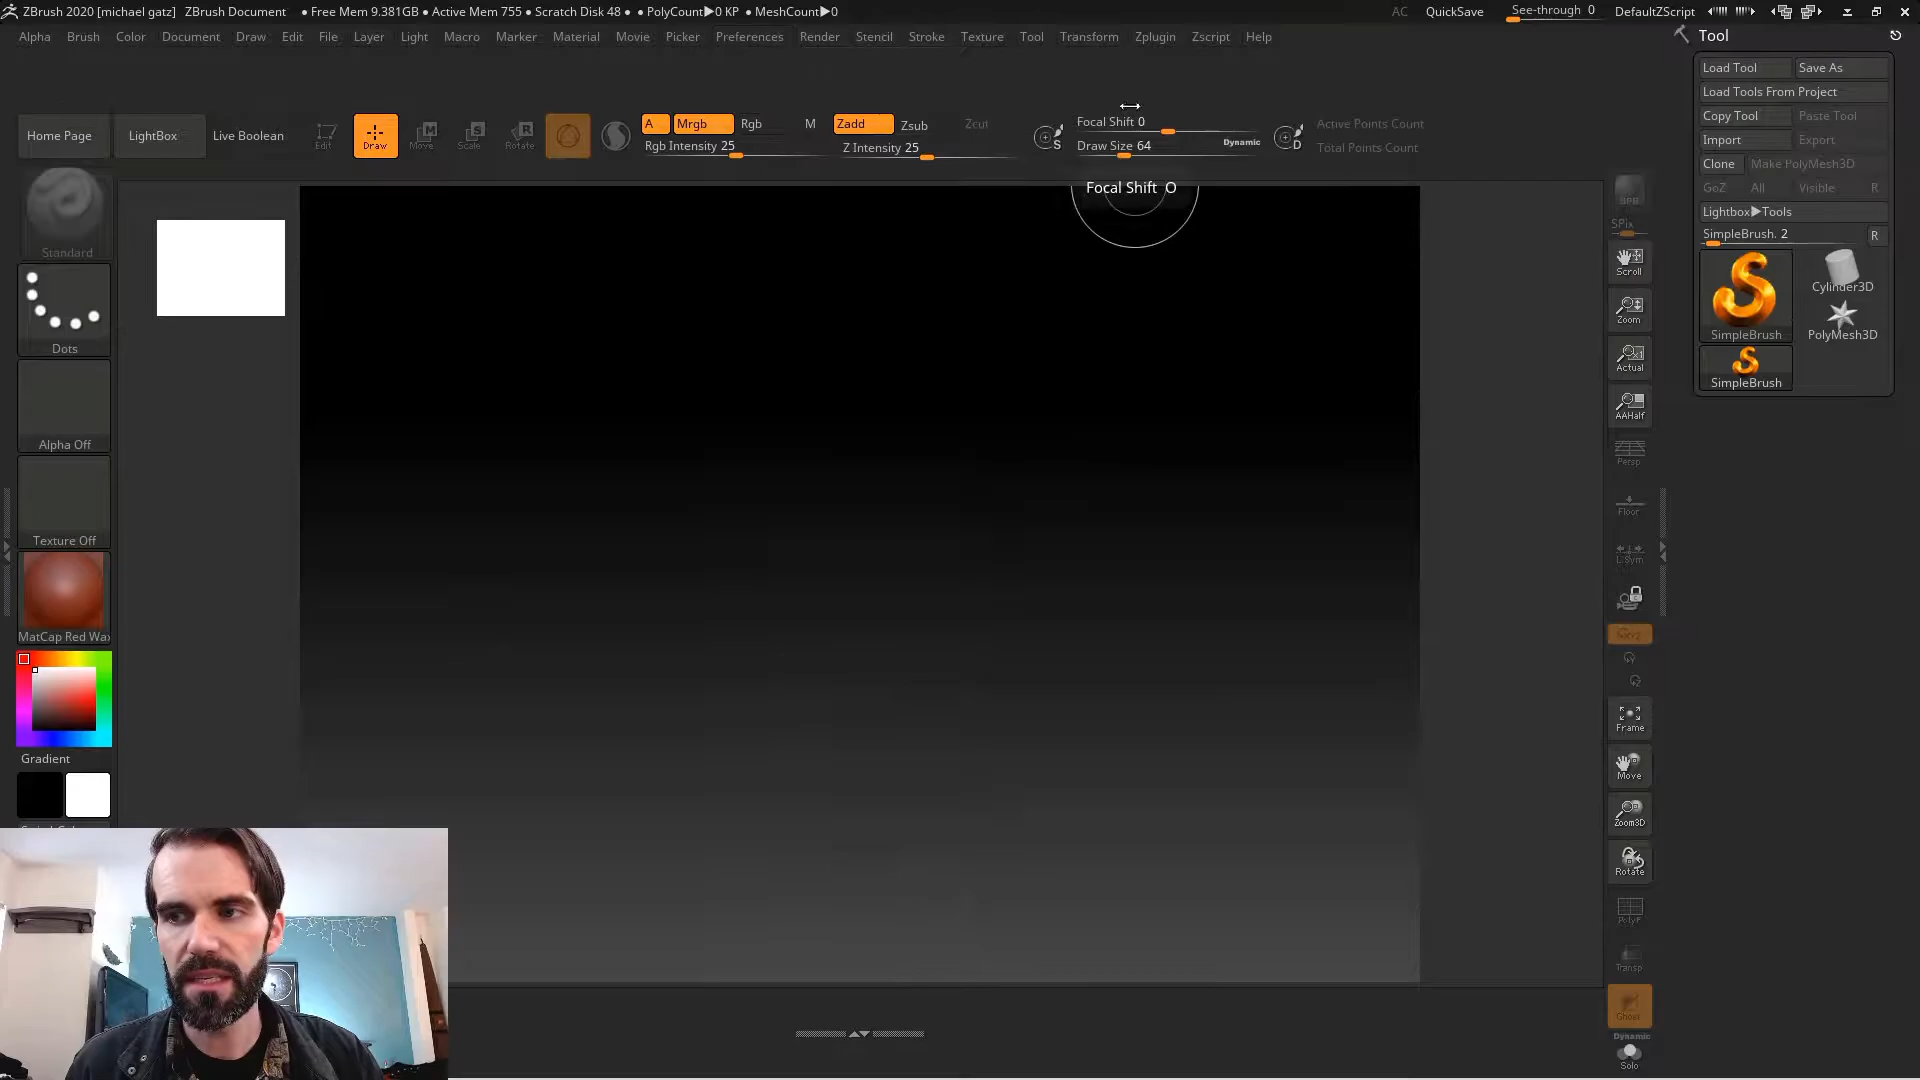 ZBrush 2020 [michael gatz] ZBrush Document • Free Mem 9.381GB • Active Mem 755 • Scratch Disk 48 • • PolyCount▶0 KP • MeshCount▶0 AC QuickSave See-through 0 DefaultZScript
Alpha Brush Color Document Draw Edit File Layer Light Macro Marker Material Movie Picker Preferences Render Stencil Stroke Texture Tool Transform Zplugin Zscript Help
Tool
Load Tool Save As
Load Tools From Project
Copy Tool Paste Tool
Import Export
Clone Make PolyMesh3D
GoZ All Visible R
Lightbox▶Tools
SimpleBrush. 2 R
SimpleBrush
Cylinder3D
PolyMesh3D
SimpleBrush
Home Page LightBox Live Boolean
Edit Draw Move Scale Rotate
A Mrgb Rgb M Zadd Zsub Zcut
Rgb Intensity 25 Z Intensity 25
S
Focal Shift 0
Draw Size 64 Dynamic
D
Active Points Count
Total Points Count
Focal Shift O
Standard
Dots
Alpha Off
Texture Off
MatCap Red Wax
Gradient
BPR
SPix
Scroll
Zoom
Actual
AAHalf
Persp
Floor
L.Sym
Frame
Move
Zoom3D
Rotate
PolyF
Transp
Ghost
Dynamic
Solo